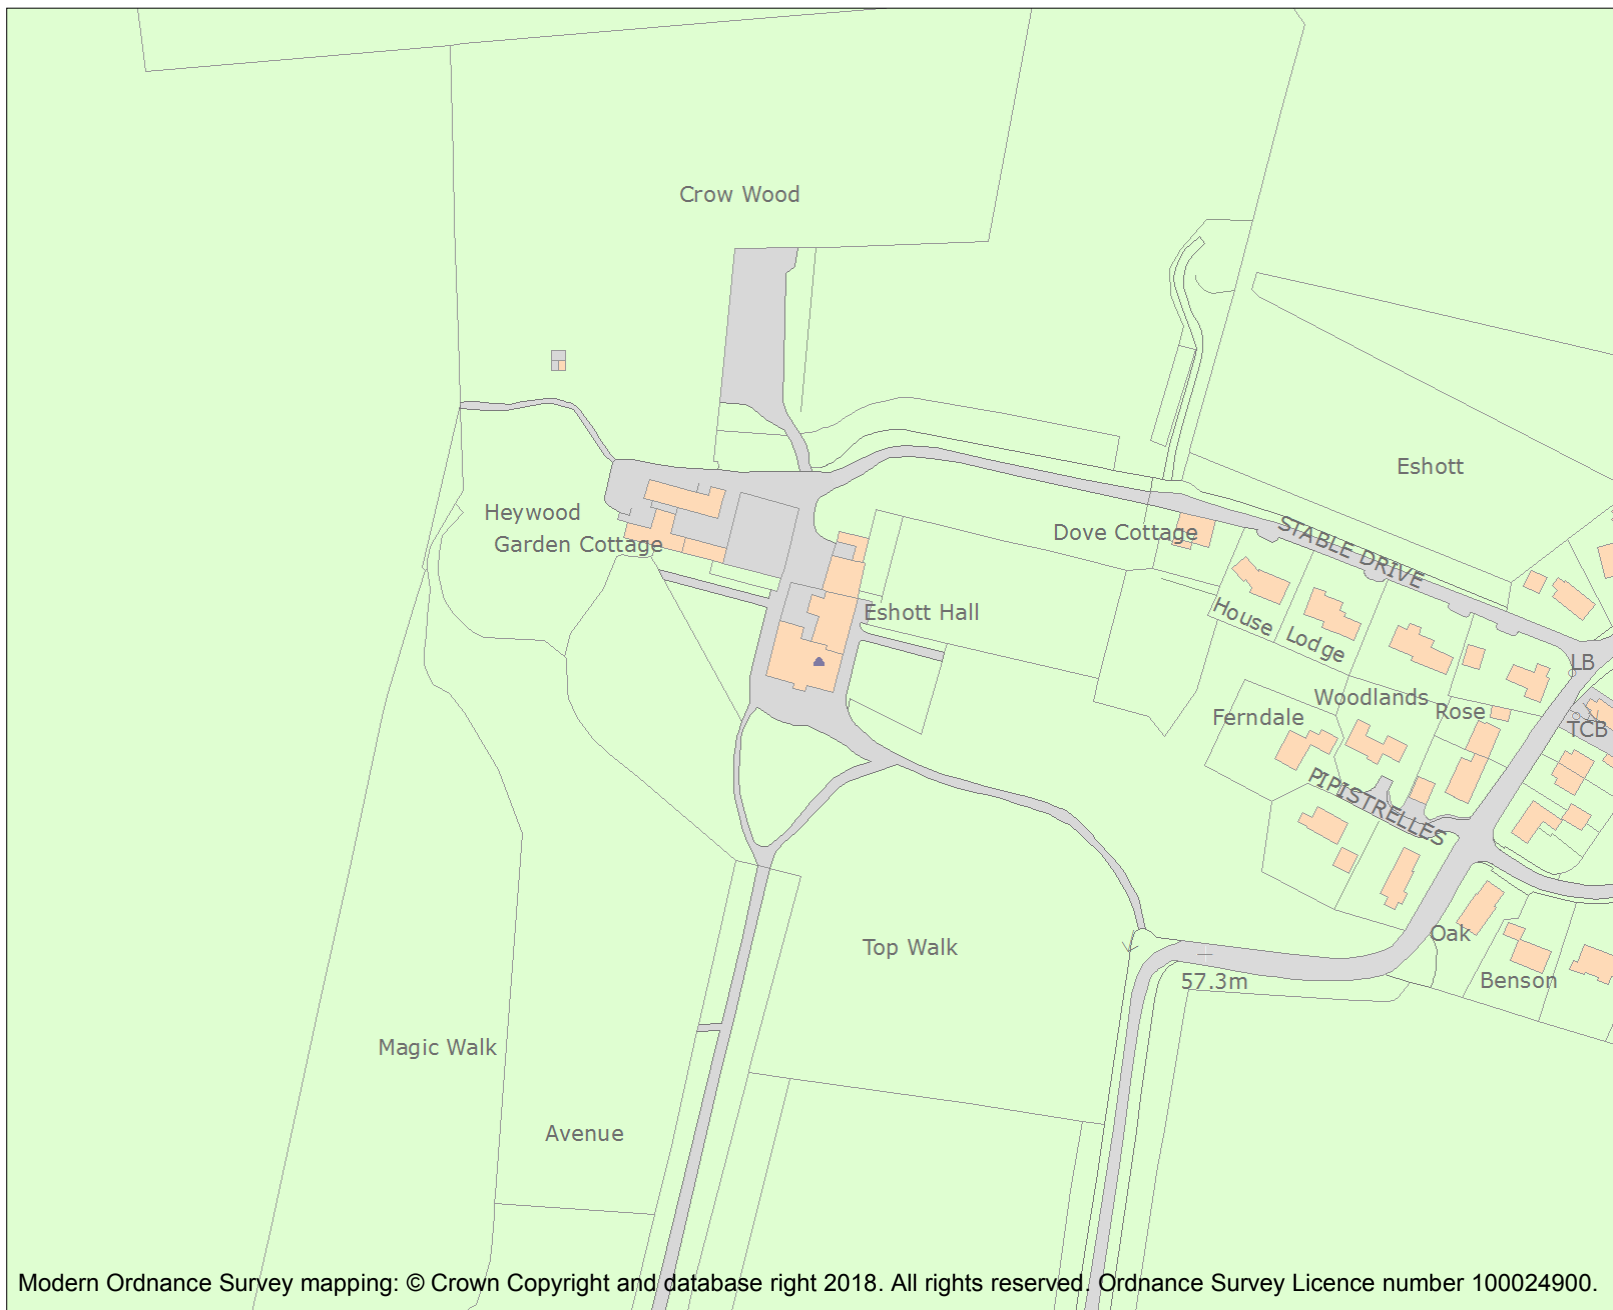 Crow Wood
Eshott
Heywood
Garden Cottage
Dove Cottage
STABLE DRIVE
Eshott Hall
House
Lodge
LB
Woodlands
Ferndale
Rose
TCB
PIPISTRELLES
Oak
Top Walk
57.3m
Benson
Magic Walk
Avenue
Modern Ordnance Survey mapping: © Crown Copyright and database right 2018. All rights reserved. Ordnance Survey Licence number 100024900.